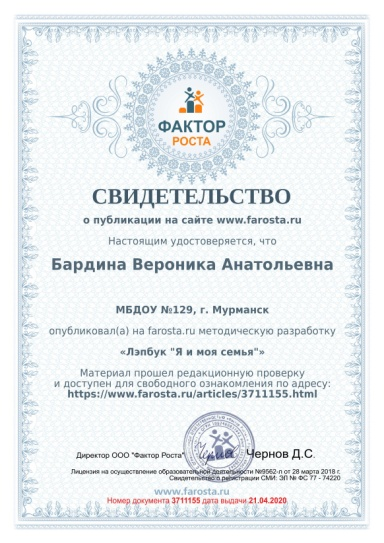 ФАКТОР
РОСТА
СВИДЕТЕЛЬСТВО
о публикации на сайте www.farosta.ru
Настоящим удостоверяется, что
Бардина Вероника Анатольевна
МБДОУ №129, г. Мурманск
опубликовал(а) на farosta.ru методическую разработку
«Лэпбук "Я и моя семья"»
Материал прошел редакционную проверку
и доступен для свободного ознакомления по адресу:
https://www.farosta.ru/articles/3711155.html
Директор ООО "Фактор Роста" Чернов Д.С.
Лицензия на осуществление образовательной деятельности №9562-л от 28 марта 2018 г.
Свидетельство о регистрации СМИ: ЭЛ № ФС 77 - 74220
www.farosta.ru
Номер документа 3711155 дата выдачи 21.04.2020.